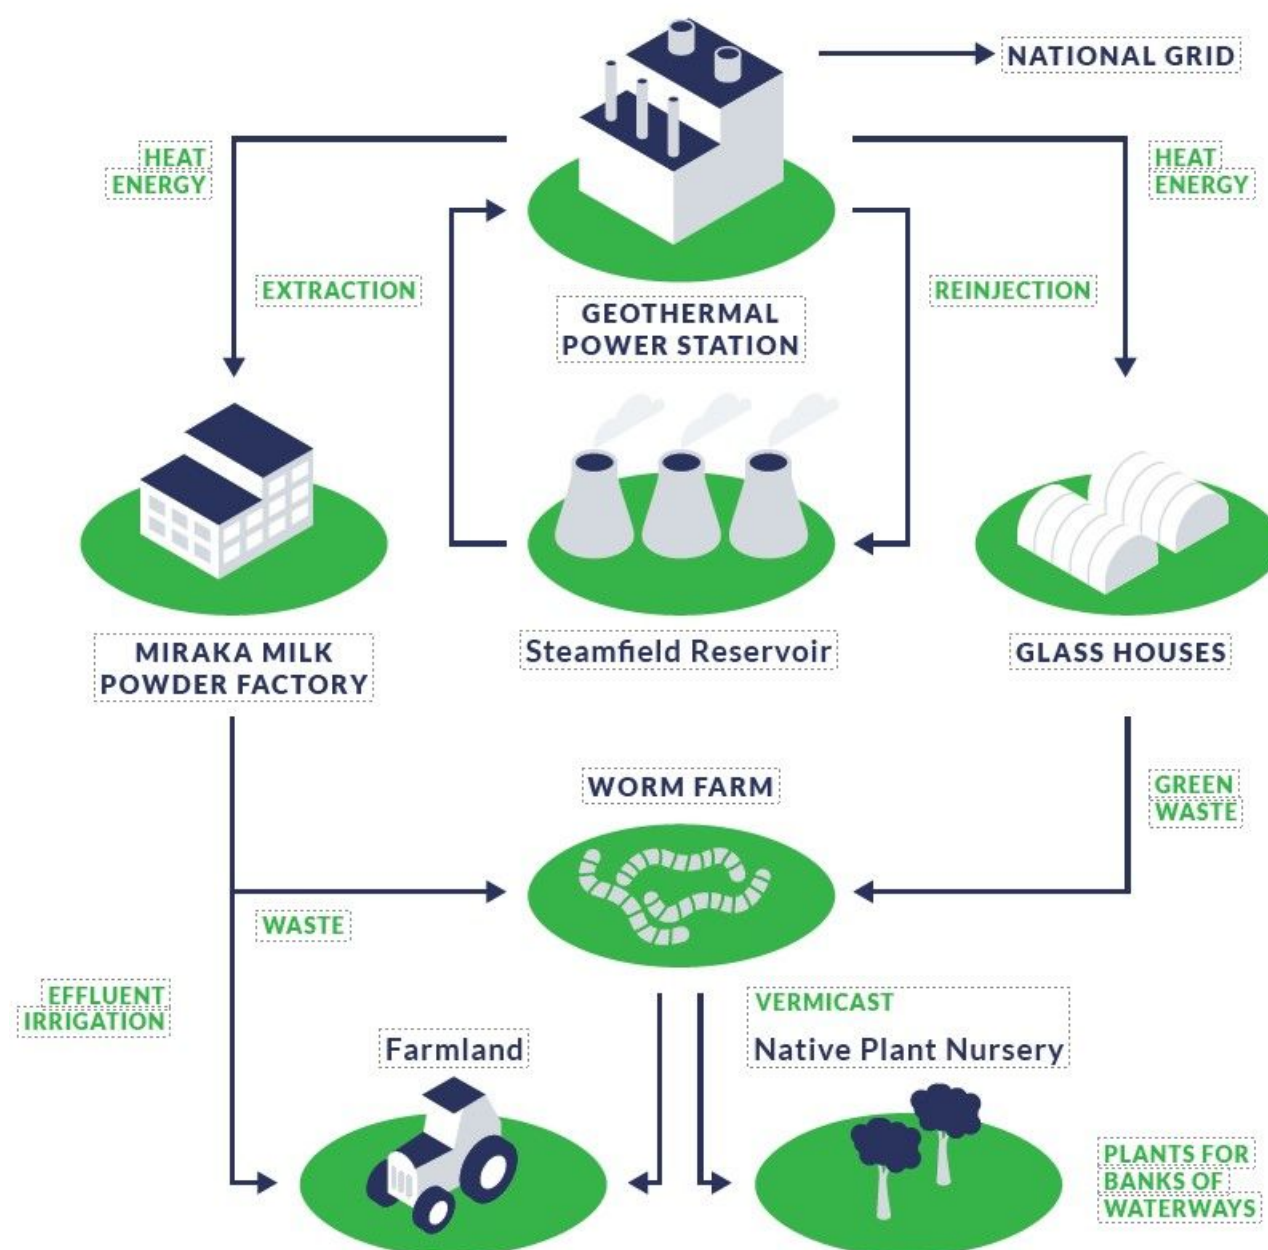 NATIONAL GRID
HEAT
ENERGY
HEAT
ENERGY
EXTRACTION
REINJECTION
GEOTHERMAL
POWER STATION
MIRAKA MILK
POWDER FACTORY
Steamfield Reservoir
GLASS HOUSES
WORM FARM
GREEN
WASTE
WASTE
EFFLUENT
IRRIGATION
VERMICAST
Farmland
Native Plant Nursery
PLANTS FOR
BANKS OF
WATERWAYS